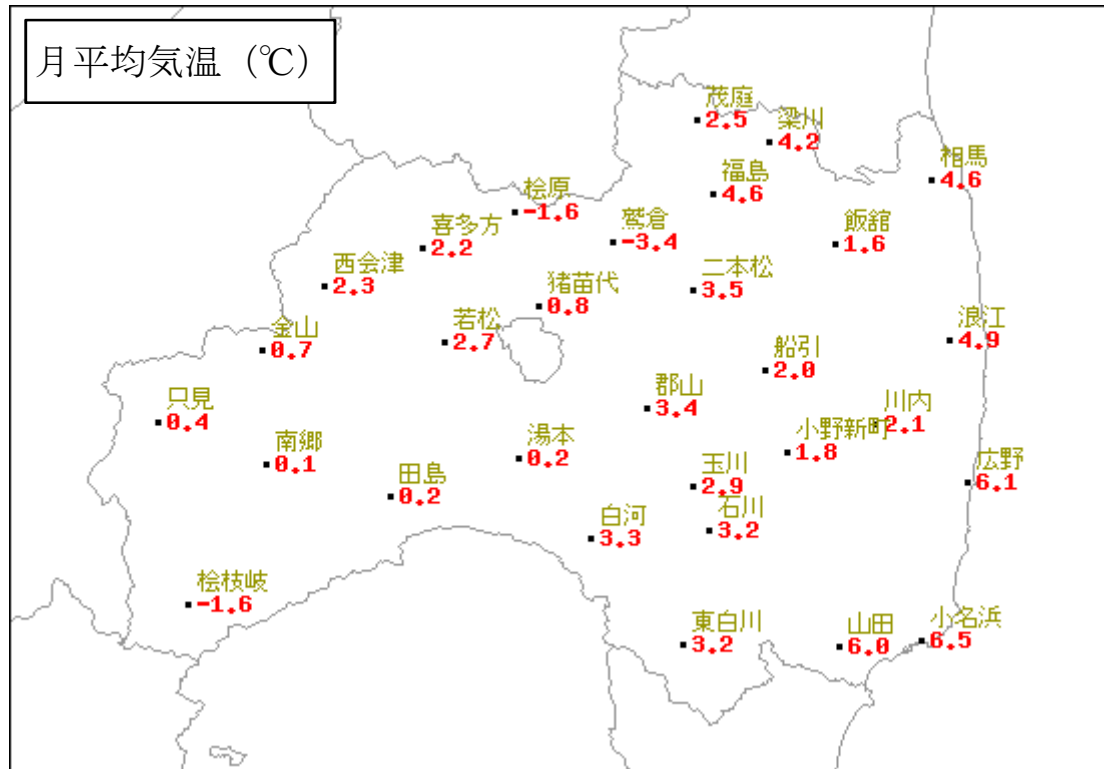 月平均気温（℃）
茂庭
2.5
梁川
4.2
相馬
4.6
福島
4.6
桧原
-1.6
鷲倉
-3.4
飯舘
1.6
喜多方
2.2
西会津
2.3
猪苗代
0.8
二本松
3.5
金山
0.7
若松
2.7
浪江
4.9
船引
2.0
只見
0.4
郡山
3.4
川内
2.1
南郷
0.1
湯本
0.2
小野新町
1.8
田島
0.2
玉川
2.9
広野
6.1
白河
3.3
石川
3.2
桧枝岐
-1.6
東白川
3.2
山田
6.0
小名浜
6.5